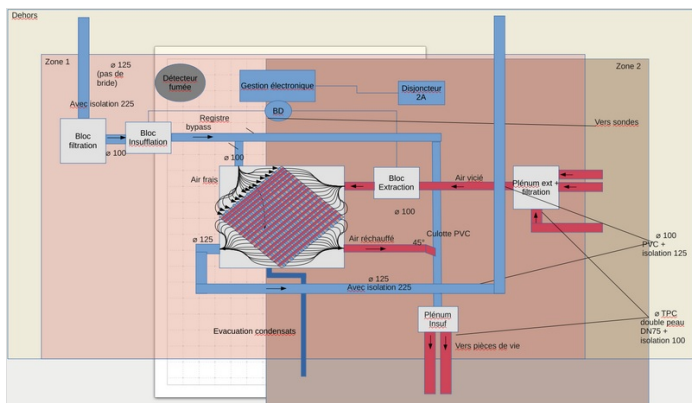 Dehors
Zone 1
ø 125
(pas de
bride)
Détecteur
fumée
Gestion électronique
Disjoncteur
2A
Zone 2
Avec isolation 225
BD
Registre
bypass
Vers sondes
Bloc
filtration
Bloc
Insufflation
ø 100
ø 100
Air frais
Bloc
Extraction
Air vicié
Plénum ext +
filtration
ø 100
Culotte PVC
45°
Air réchauffé
ø 125
ø 100
PVC +
isolation 125
ø 125
Avec isolation 225
Evacuation condensats
Plénum
Insuf
Vers pièces de vie
ø TPC
double peau
DN75 +
isolation 100